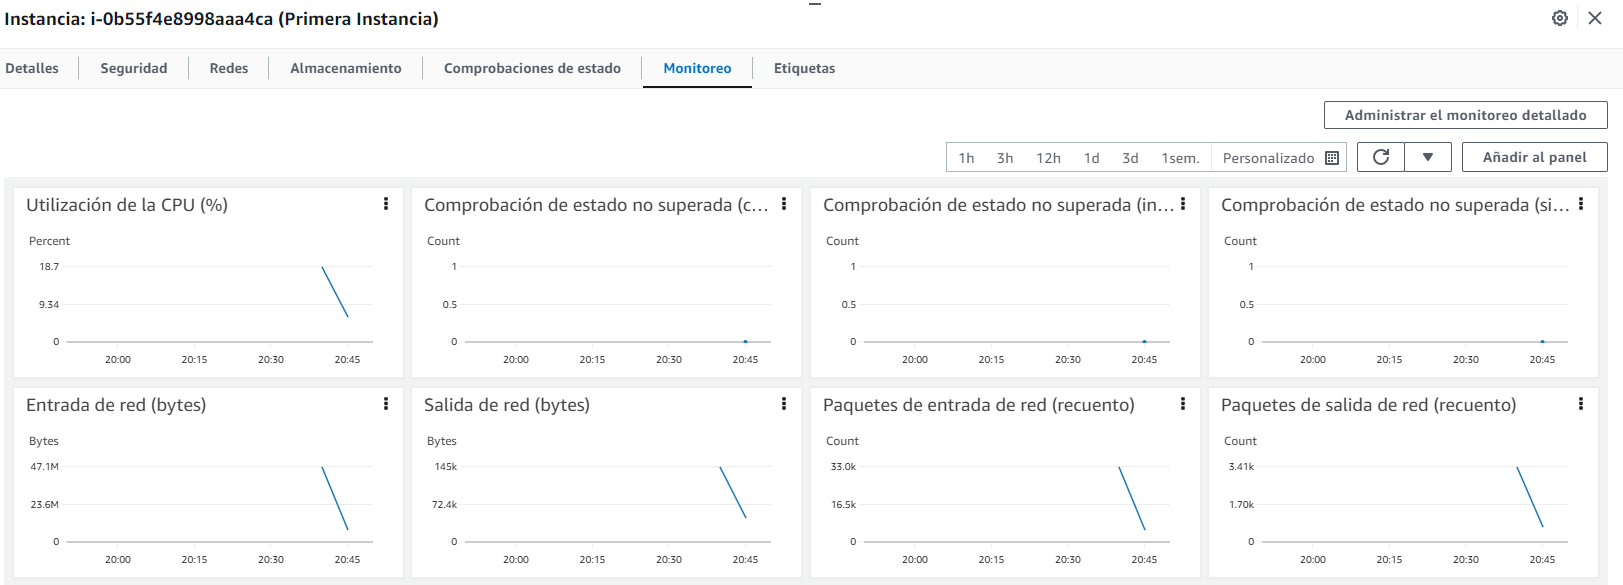 Instancia: i-0b55f4e8998aaa4ca (Primera Instancia)
Detalles Seguridad Redes Almacenamiento Comprobaciones de estado Monitoreo Etiquetas
Administrar el monitoreo detallado
1h 3h 12h 1d 3d 1sem. Personalizado Añadir al panel
Utilización de la CPU (%)
Percent
18.7
9.34
0
20:00 20:15 20:30 20:45
Comprobación de estado no superada (c...
Count
1
0.5
0
20:00 20:15 20:30 20:45
Comprobación de estado no superada (in...
Count
1
0.5
0
20:00 20:15 20:30 20:45
Comprobación de estado no superada (si...
Count
1
0.5
0
20:00 20:15 20:30 20:45
Entrada de red (bytes)
Bytes
47.1M
23.6M
0
20:00 20:15 20:30 20:45
Salida de red (bytes)
Bytes
145k
72.4k
0
20:00 20:15 20:30 20:45
Paquetes de entrada de red (recuento)
Count
33.0k
16.5k
0
20:00 20:15 20:30 20:45
Paquetes de salida de red (recuento)
Count
3.41k
1.70k
0
20:00 20:15 20:30 20:45